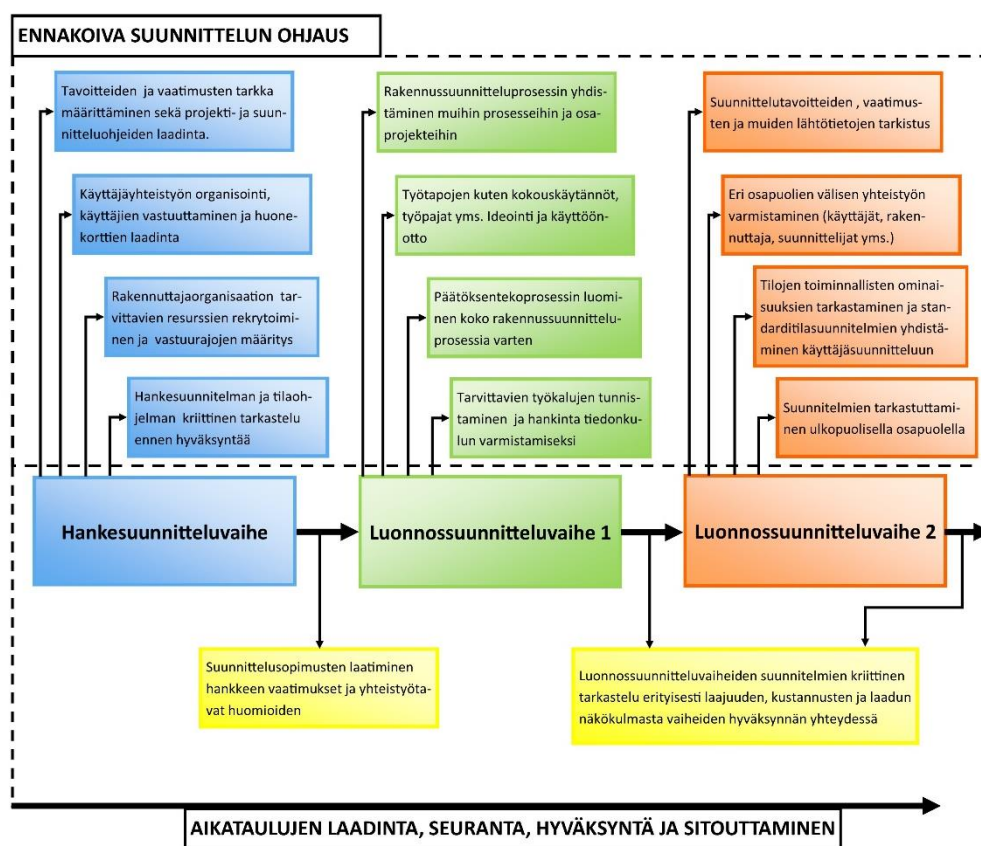 ENNAKOIVA SUUNNITTELUN OHJAUS
Tavoitteiden ja vaatimusten tarkka
määrittäminen sekä projekti- ja suun-
nitteluohjeiden laadinta.
Käyttäjäyhteistyön organisointi,
käyttäjien vastuuttaminen ja huone-
korttien laadinta
Rakennuttajaorganisaation tar-
vittavien resurssien rekrytoimi-
nen ja vastuurajojen määritys
Hankesuunnitelman ja tilaoh-
jelman kriittinen tarkastelu
ennen hyväksyntää
Rakennussuunnitteluprosessin yhdis-
täminen muihin prosesseihin ja osa-
projekteihin
Työtapojen kuten kokouskäytännöt,
työpajat yms. Ideointi ja käyttöön-
otto
Päätöksentekoprosessin luomi-
nen koko rakennussuunnittelu-
prosessia varten
Tarvittavien työkalujen tunnis-
taminen ja hankinta tiedonku-
lun varmistamiseksi
Suunnittelutavoitteiden , vaatimus-
ten ja muiden lähtötietojen tarkistus
Eri osapuolien välisen yhteistyön
varmistaminen (käyttäjät, raken-
nuttaja, suunnittelijat yms.)
Tilojen toiminnallisten ominai-
suuksien tarkastaminen ja stan-
darditilasuunnitelmien yhdistä-
minen käyttäjäsuunnitteluun
Suunnitelmien tarkastuttami-
nen ulkopuolisella osapuolella
Hankesuunnitteluvaihe
Luonnossuunnitteluvaihe 1
Luonnossuunnitteluvaihe 2
Suunnittelusopimusten laatiminen
hankkeen vaatimukset ja yhteistyöta-
vat huomioiden
Luonnossuunnitteluvaiheiden suunnitelmien kriittinen
tarkastelu erityisesti laajuuden, kustannusten ja laadun
näkökulmasta vaiheiden hyväksynnän yhteydessä
AIKATAULUJEN LAADINTA, SEURANTA, HYVÄKSYNTÄ JA SITOUTTAMINEN